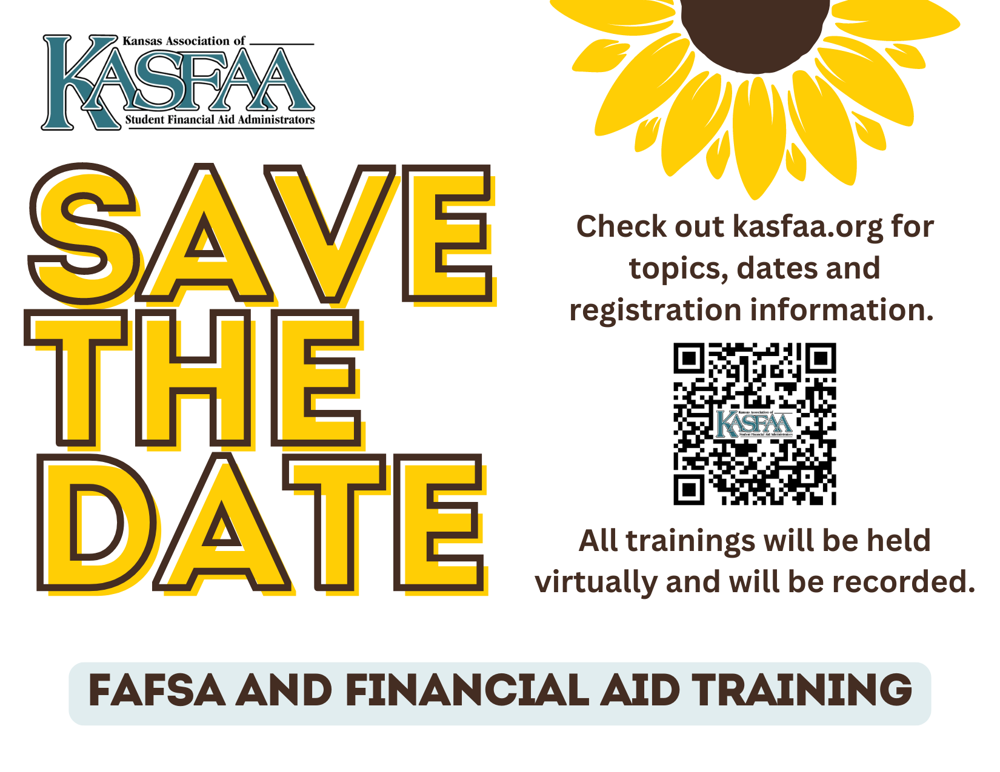 Kansas Association of
KASFAA
Student Financial Aid Administrators
SAVE
THE
DATE
Check out kasfaa.org for
topics, dates and
registration information.
Kansas Association of
KASFAA
Student Financial Aid Administrators
All trainings will be held
virtually and will be recorded.
FAFSA AND FINANCIAL AID TRAINING